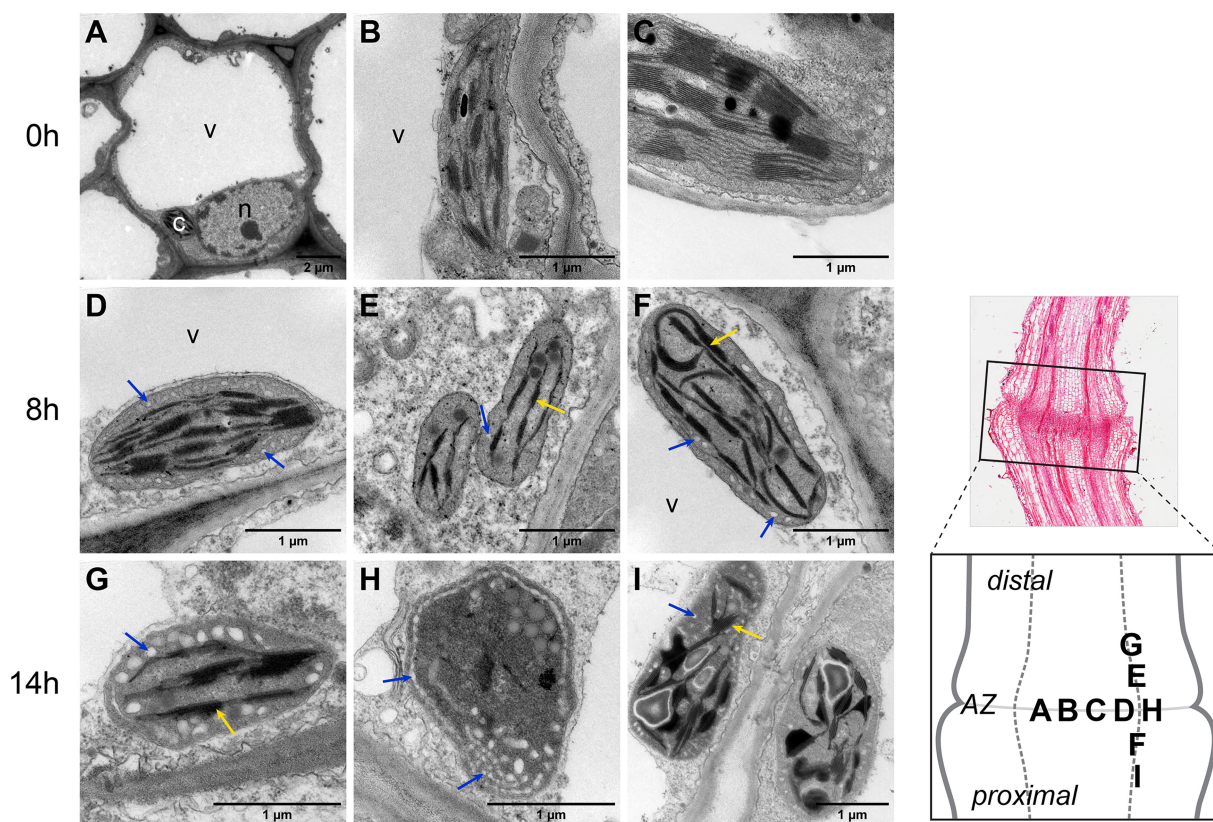 A
B
C
0h
v
c
n
2 µm
v
1 µm
1 µm
D
E
F
8h
v
1 µm
1 µm
v
1 µm
G
H
I
14h
1 µm
1 µm
1 µm
distal
G
E
AZ
A B C D H
F
I
proximal